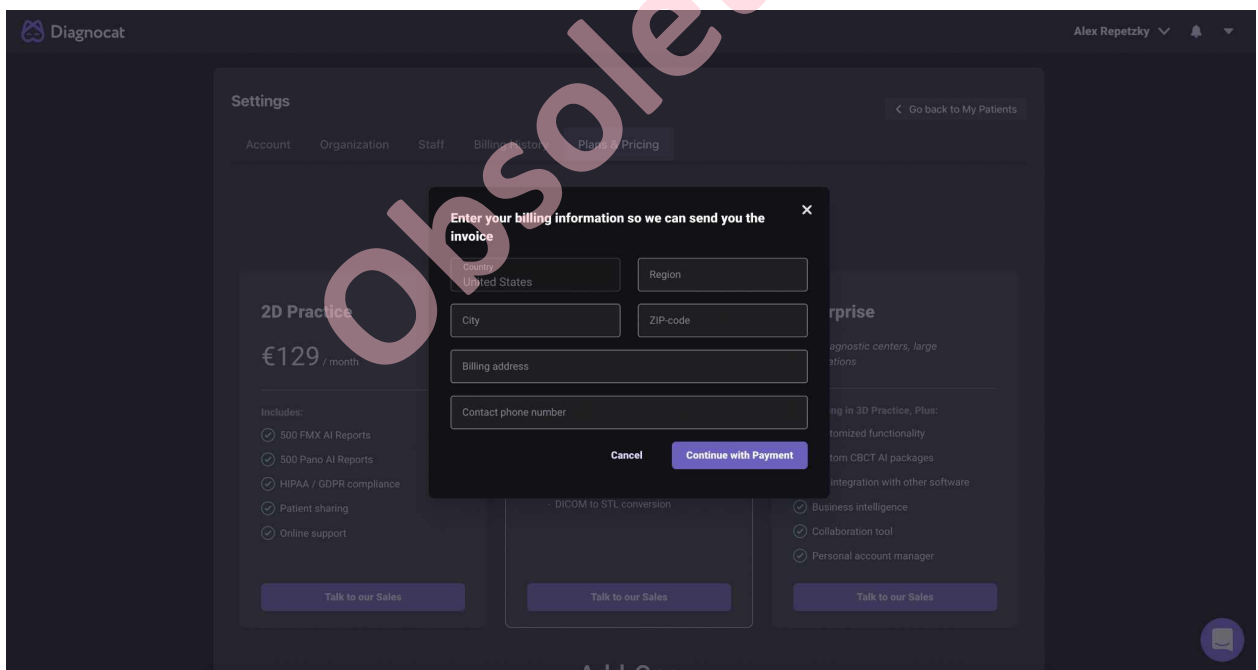 Diagnocat
Alex Repetzky
Settings
Go back to My Patients
Account Organization Staff Billing History Plans & Pricing
Enter your billing information so we can send you the
invoice
Country
United States
Region
City
ZIP-code
Billing address
Contact phone number
Cancel
Continue with Payment
2D Practice
€129 / month
Includes:
500 FMX AI Reports
500 Pano AI Reports
HIPAA / GDPR compliance
Patient sharing
Online support
Talk to our Sales
DICOM to STL conversion
Talk to our Sales
rprise
agnostic centers, large
ng in 3D Practice, Plus:
tomized functionality
tom CBCT AI packages
integration with other software
Business intelligence
Collaboration tool
Personal account manager
Talk to our Sales
Obsole